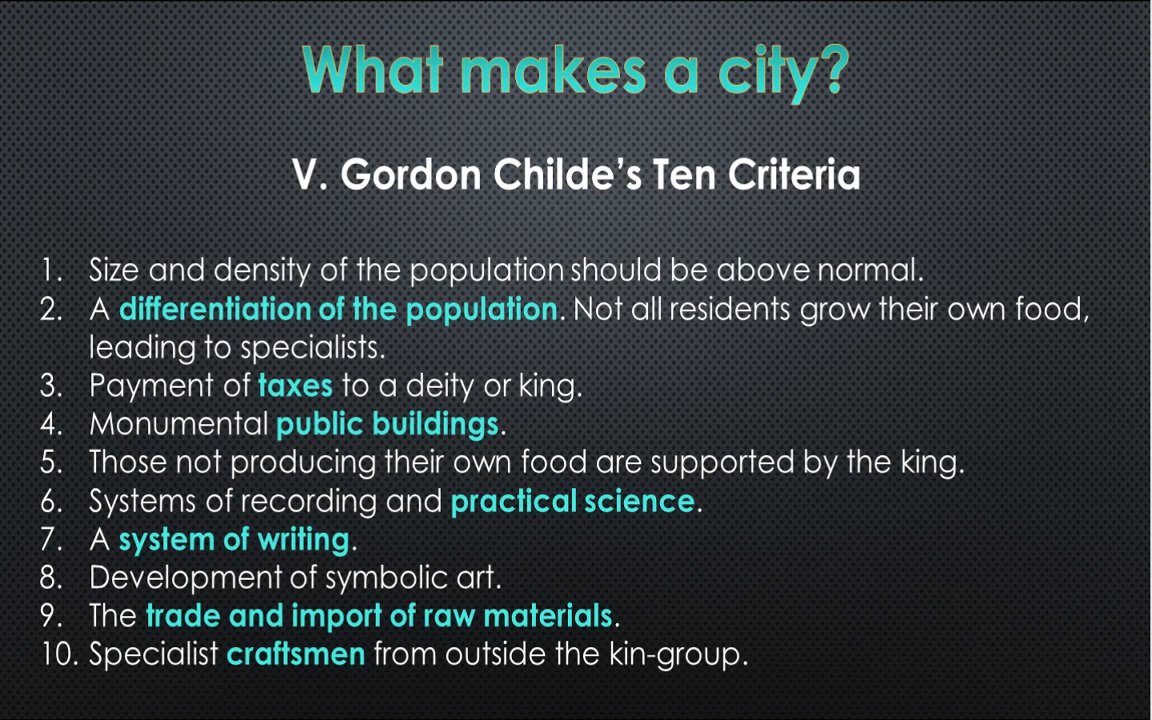 What makes a city?
V. Gordon Childe’s Ten Criteria
1. Size and density of the population should be above normal.
2. A differentiation of the population. Not all residents grow their own food,
leading to specialists.
3. Payment of taxes to a deity or king.
4. Monumental public buildings.
5. Those not producing their own food are supported by the king.
6. Systems of recording and practical science.
7. A system of writing.
8. Development of symbolic art.
9. The trade and import of raw materials.
10. Specialist craftsmen from outside the kin-group.